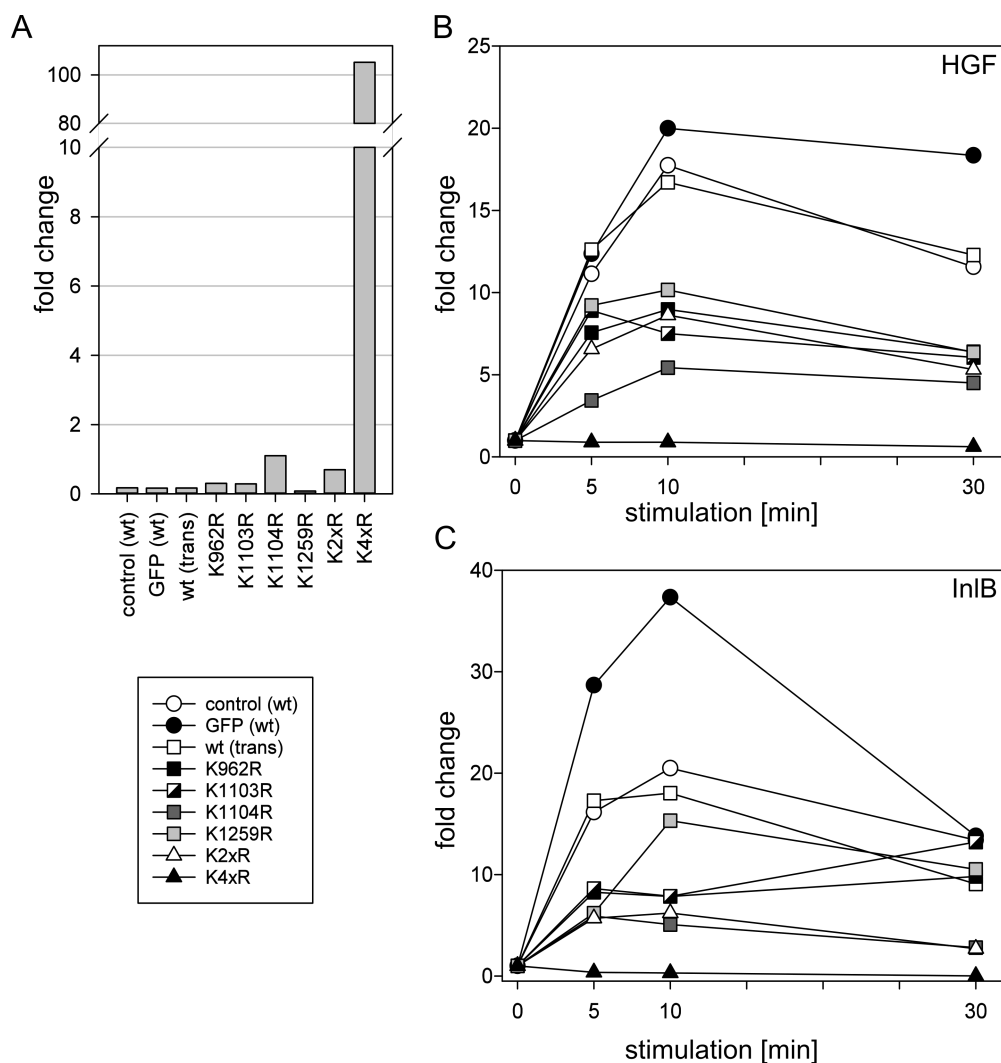 A
fold change
100
80
10
8
6
4
2
0
control (wt)
GFP (wt)
wt (trans)
K962R
K1103R
K1104R
K1259R
K2xR
K4xR
control (wt)
GFP (wt)
wt (trans)
K962R
K1103R
K1104R
K1259R
K2xR
K4xR
B
HGF
fold change
25
20
15
10
5
0
0 5 10 30
stimulation [min]
C
InlB
fold change
40
30
20
10
0
0 5 10 30
stimulation [min]